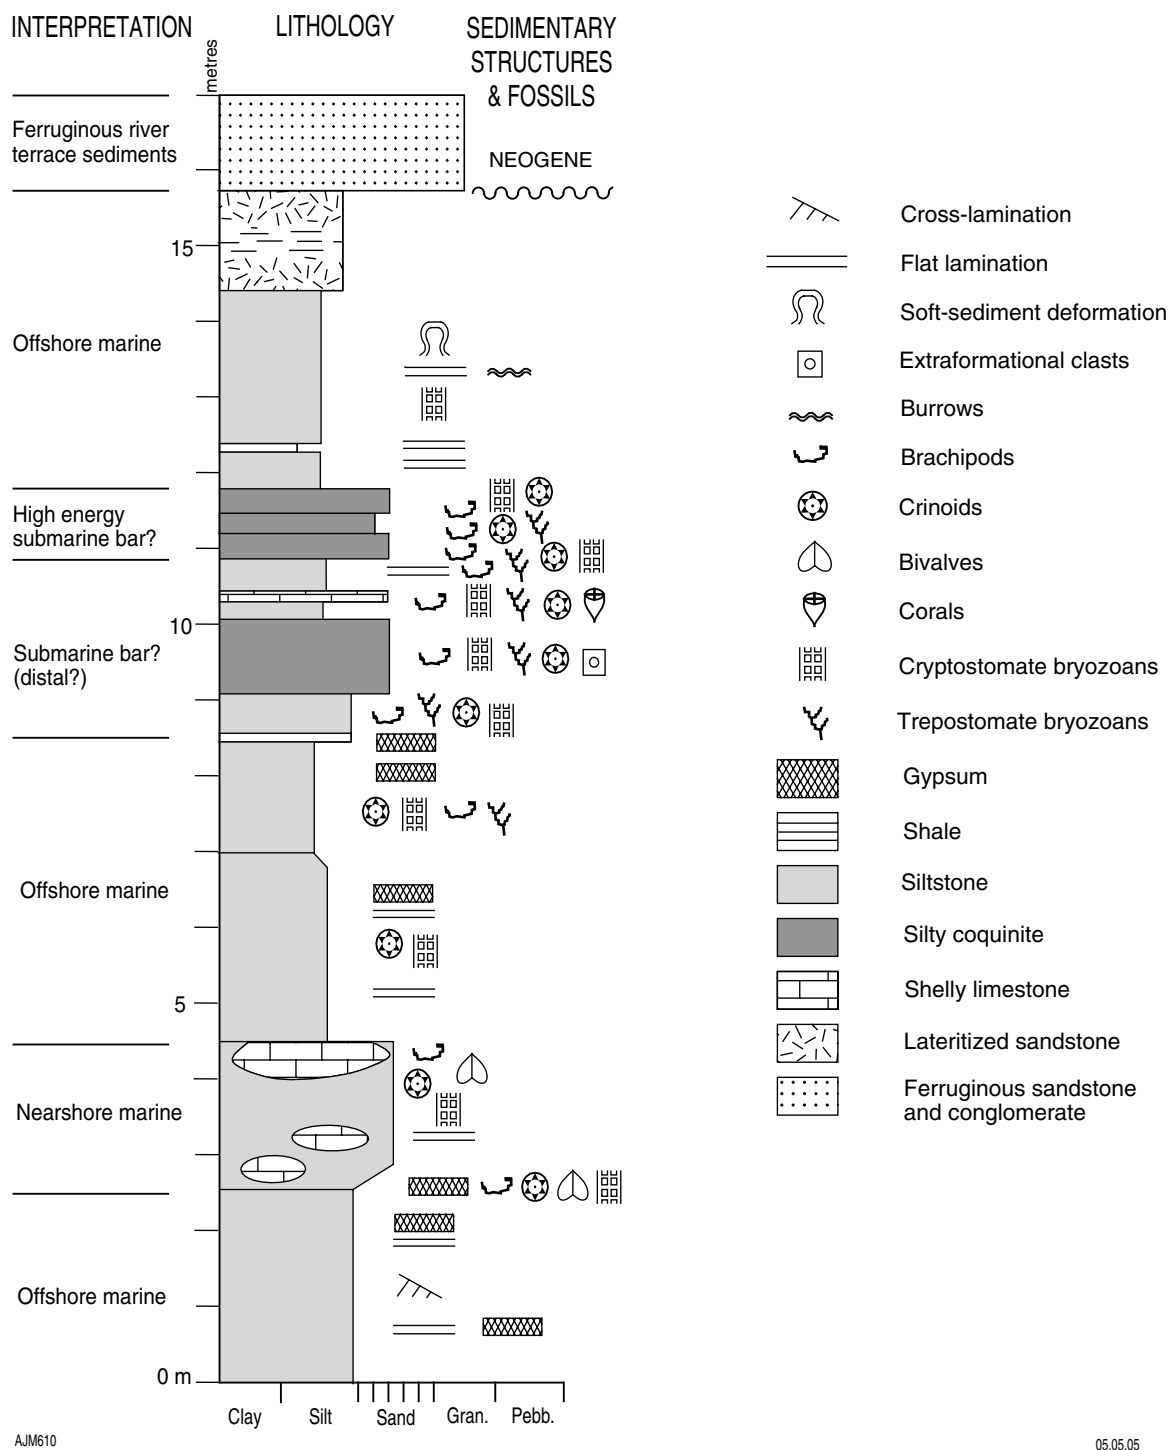 INTERPRETATION
LITHOLOGY
SEDIMENTARY
STRUCTURES
& FOSSILS
metres
Ferruginous river
terrace sediments
NEOGENE
15
Offshore marine
High energy
submarine bar?
10
Submarine bar?
(distal?)
Offshore marine
5
Nearshore marine
Offshore marine
0 m
Clay
Silt
Sand
Gran.
Pebb.
Cross-lamination
Flat lamination
Soft-sediment deformation
Extraformational clasts
Burrows
Brachipods
Crinoids
Bivalves
Corals
Cryptostomate bryozoans
Trepostomate bryozoans
Gypsum
Shale
Siltstone
Silty coquinite
Shelly limestone
Lateritized sandstone
Ferruginous sandstone
and conglomerate
AJM610
05.05.05